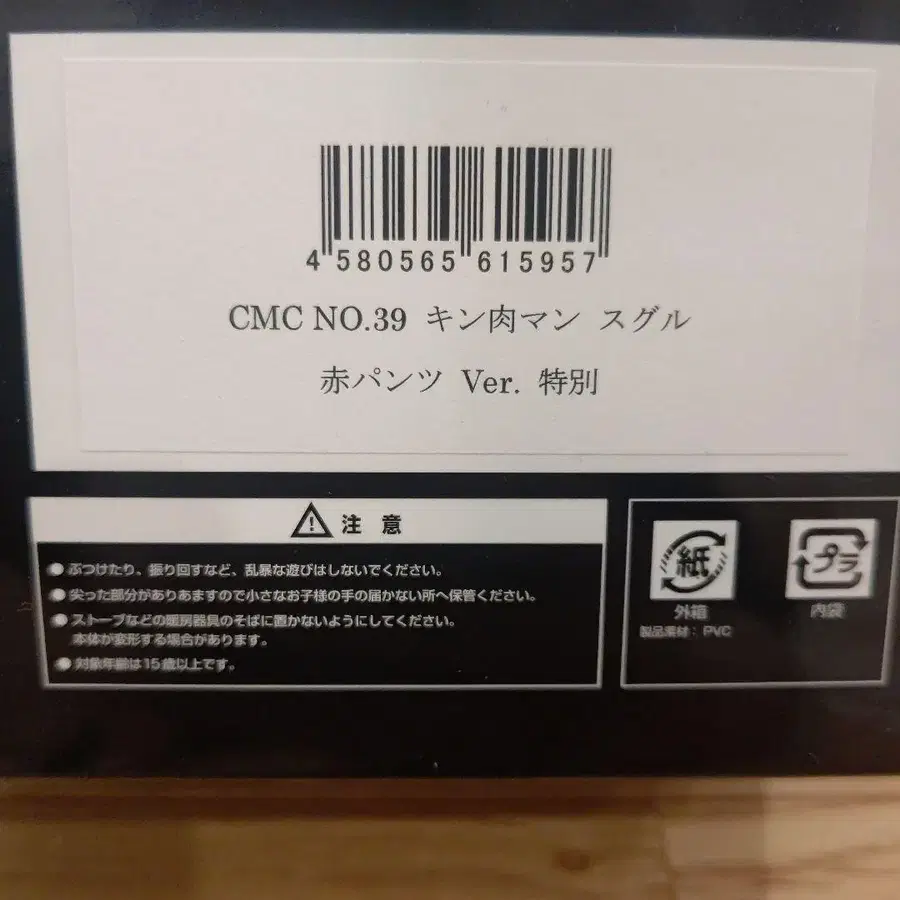 4 580565 615957
CMC NO.39 キン肉マン スグル
赤パンツ Ver. 特別
注 意
●ぶつけたり、振り回すなど、乱暴な遊びはしないでください。
●尖った部分がありあますので小さなお子様の手の届かない所へ保管ください。
●ストーブなどの暖房器具のそばに置かないようにしてください。
本体が変形する場合があります。
●対象年齢は15歳以上です。
紙
外箱
製品素材：PVC
プラ
内袋